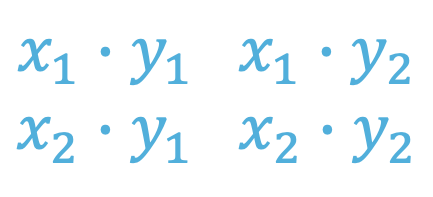 x₁ · y₁ x₁ · y₂
x₂ · y₁ x₂ · y₂